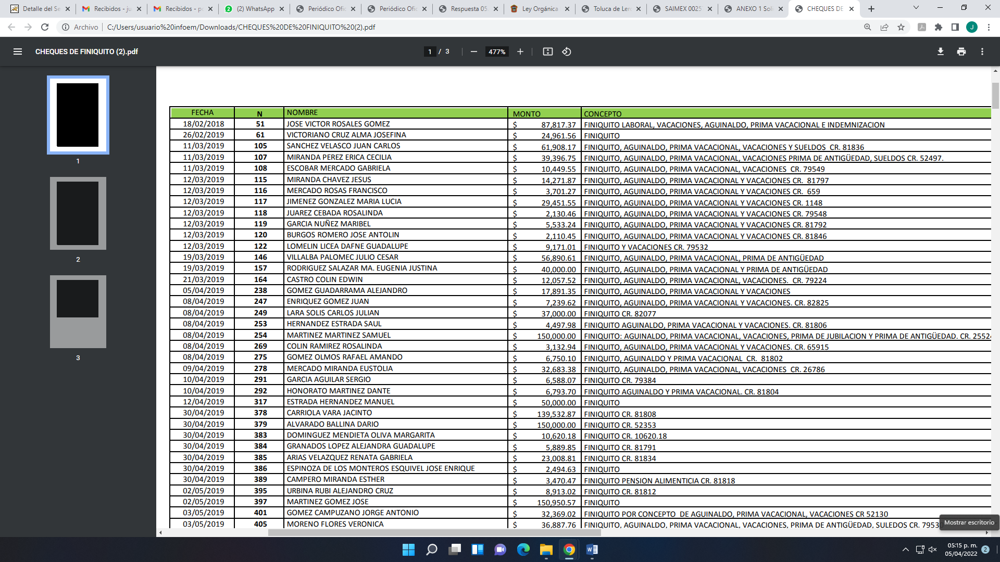 Detalle del Se
Recibidos - ju
Recibidos - po
(2) WhatsApp
Periódico Ofic
Periódico Ofic
Respuesta 05
Ley Orgánica
Toluca de Ler
SAIMEX 0025
ANEXO 1 Soli
CHEQUES DE
Archivo | C:/Users/usuario%20infoem/Downloads/CHEQUES%20DE%20FINIQUITO%20(2).pdf
J
CHEQUES DE FINIQUITO (2).pdf
1 / 3
477%
1
2
3
FECHA N NOMBRE MONTO CONCEPTO
18/02/2018 51 JOSE VICTOR ROSALES GOMEZ $ 87,817.37 FINIQUITO LABORAL, VACACIONES, AGUINALDO, PRIMA VACACIONAL E INDEMNIZACION
26/02/2019 61 VICTORIANO CRUZ ALMA JOSEFINA $ 24,961.56 FINIQUITO
11/03/2019 105 SANCHEZ VELASCO JUAN CARLOS $ 61,908.17 FINIQUITO, AGUINALDO, PRIMA VACACIONAL, VACACIONES Y SUELDOS CR. 81836
11/03/2019 107 MIRANDA PEREZ ERICA CECILIA $ 39,396.75 FINIQUITO, AGUINALDO, PRIMA VACACIONAL, VACACIONES PRIMA DE ANTIGÜEDAD, SUELDOS CR. 52497.
11/03/2019 108 ESCOBAR MERCADO GABRIELA $ 10,449.55 FINIQUITO, AGUINALDO, PRIMA VACACIONAL, VACACIONES CR. 79549
12/03/2019 115 MIRANDA CHAVEZ JESUS $ 14,271.87 FINIQUITO, AGUINALDO, PRIMA VACACIONAL Y VACACIONES CR. 81797
12/03/2019 116 MERCADO ROSAS FRANCISCO $ 3,701.27 FINIQUITO, AGUINALDO, PRIMA VACACIONAL Y VACACIONES CR. 659
12/03/2019 117 JIMENEZ GONZALEZ MARIA LUCIA $ 29,451.55 FINIQUITO, AGUINALDO, PRIMA VACACIONAL Y VACACIONES CR. 1148
12/03/2019 118 JUAREZ CEBADA ROSALINDA $ 2,130.46 FINIQUITO, AGUINALDO, PRIMA VACACIONAL Y VACACIONES CR. 79548
12/03/2019 119 GARCIA NUÑEZ MARIBEL $ 5,533.24 FINIQUITO, AGUINALDO, PRIMA VACACIONAL Y VACACIONES CR. 81792
12/03/2019 120 BURGOS ROMERO JOSE ANTOLIN $ 2,110.45 FINIQUITO, AGUINALDO, PRIMA VACACIONAL Y VACACIONES CR. 81846
12/03/2019 122 LOMELIN LICEA DAFNE GUADALUPE $ 9,171.01 FINIQUITO Y VACACIONES CR. 79532
19/03/2019 146 VILLALBA PALOMEC JULIO CESAR $ 56,890.61 FINIQUITO, AGUINALDO, PRIMA VACACIONAL, PRIMA DE ANTIGÜEDAD
19/03/2019 157 RODRIGUEZ SALAZAR MA. EUGENIA JUSTINA $ 40,000.00 FINIQUITO, AGUINALDO, PRIMA VACACIONAL Y PRIMA DE ANTIGÜEDAD
21/03/2019 164 CASTRO COLIN EDWIN $ 12,057.52 FINIQUITO, AGUINALDO, PRIMA VACACIONAL, VACACIONES. CR. 79224
05/04/2019 238 GOMEZ GUADARRAMA ALEJANDRO $ 17,891.35 FINIQUITO, AGUINALDO, PRIMA VACACIONAL Y VACACIONES
08/04/2019 247 ENRIQUEZ GOMEZ JUAN $ 7,239.62 FINIQUITO, AGUINALDO, PRIMA VACACIONAL Y VACACIONES. CR. 82825
08/04/2019 249 LARA SOLIS CARLOS JULIAN $ 37,000.00 FINIQUITO CR. 82077
08/04/2019 253 HERNANDEZ ESTRADA SAUL $ 4,497.98 FINIQUITO AGUINALDO, PRIMA VACACIONAL Y VACACIONES. CR. 81806
08/04/2019 254 MARTINEZ MARTINEZ SAMUEL $ 150,000.00 FINIQUITO: AGUINALDO, PRIMA VACACIONAL, VACACIONES, PRIMA DE JUBILACION Y PRIMA DE ANTIGÜEDAD. CR. 2552
08/04/2019 269 COLIN RAMIREZ ROSALINDA $ 3,132.94 FINIQUITO, AGUINALDO, PRIMA VACACIONAL Y VACACIONES. CR. 65915
08/04/2019 275 GOMEZ OLMOS RAFAEL AMANDO $ 6,750.10 FINIQUITO, AGUINALDO Y PRIMA VACACIONAL CR. 81802
09/04/2019 278 MERCADO MIRANDA EUSTOLIA $ 32,683.38 FINIQUITO, AGUINALDO, PRIMA VACACIONAL, VACACIONES CR. 26786
10/04/2019 291 GARCIA AGUILAR SERGIO $ 6,588.07 FINIQUITO CR. 79384
10/04/2019 292 HONORATO MARTINEZ DANTE $ 6,793.70 FINIQUITO AGUINALDO Y PRIMA VACACIONAL. CR. 81804
12/04/2019 317 ESTRADA HERNANDEZ MANUEL $ 50,000.00 FINIQUITO
30/04/2019 378 CARRIOLA VARA JACINTO $ 139,532.87 FINIQUITO CR. 81808
30/04/2019 379 ALVARADO BALLINA DARIO $ 150,000.00 FINIQUITO CR. 52353
30/04/2019 383 DOMINGUEZ MENDIETA OLIVA MARGARITA $ 10,620.18 FINIQUITO CR. 10620.18
30/04/2019 384 GRANADOS LOPEZ ALEJANDRA GUADALUPE $ 5,889.85 FINIQUITO CR. 81791
30/04/2019 385 ARIAS VELAZQUEZ RENATA GABRIELA $ 23,008.81 FINIQUITO CR. 81834
30/04/2019 386 ESPINOZA DE LOS MONTEROS ESQUIVEL JOSE ENRIQUE $ 2,494.63 FINIQUITO
30/04/2019 389 CAMPERO MIRANDA ESTHER $ 3,470.47 FINIQUITO PENSION ALIMENTICIA CR. 81818
02/05/2019 395 URBINA RUBI ALEJANDRO CRUZ $ 8,913.02 FINIQUITO CR. 81812
02/05/2019 397 MARTINEZ GOMEZ JOSE $ 150,950.57 FINIQUITO
03/05/2019 401 GOMEZ CAMPUZANO JORGE ANTONIO $ 32,369.02 FINIQUITO POR CONCEPTO DE AGUINALDO, PRIMA VACACIONAL, VACACIONES CR 52130
03/05/2019 405 MORENO FLORES VERONICA $ 36,887.76 FINIQUITO, AGUINALDO, PRIMA VACACIONAL, VACACIONES, PRIMA DE ANTIGÜEDAD, SULEDOS CR. 7953
Mostrar escritorio
05:15 p. m.
05/04/2022
2